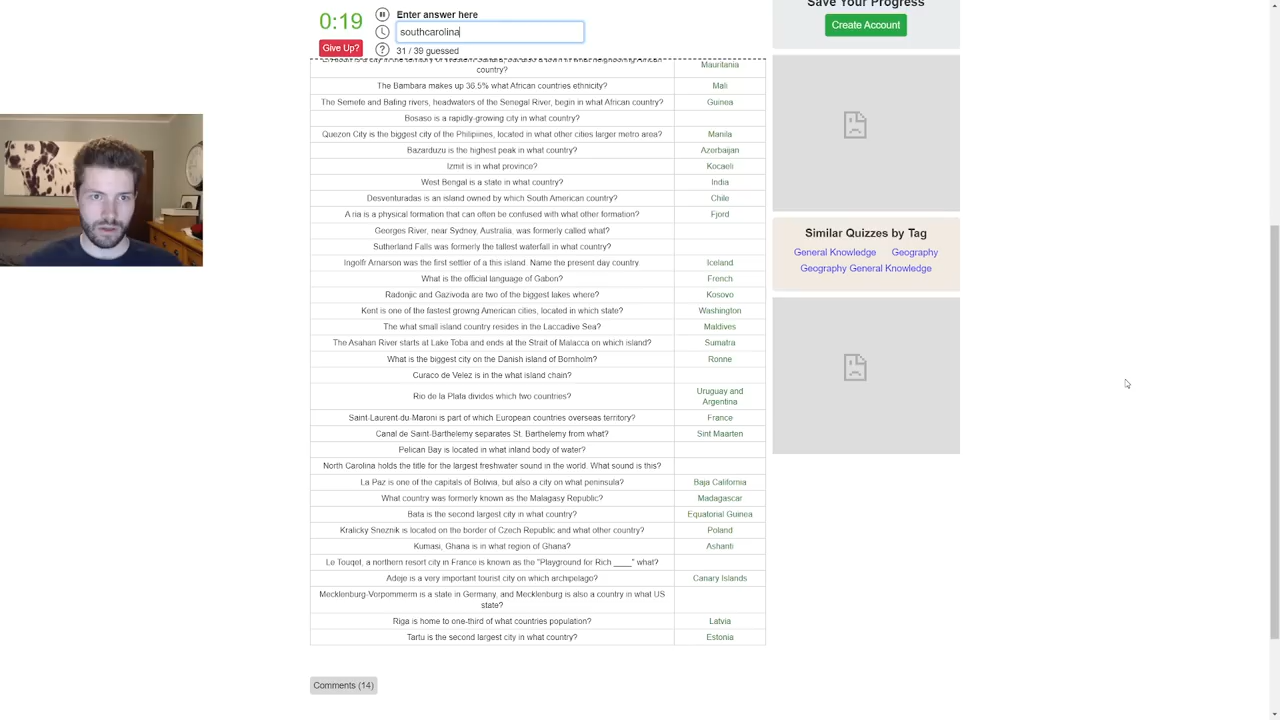 Save Your Progress
Create Account
0:19
Enter answer here
southcarolina
Give Up?
?
31 / 39 guessed
country?
Mauritania
The Bambara makes up 36.5% what African countries ethnicity?
Mali
The Semefe and Bafing rivers, headwaters of the Senegal River, begin in what African country?
Guinea
Bosaso is a rapidly-growing city in what country?
Quezon City is the biggest city of the Philipiines, located in what other cities larger metro area?
Manila
Bazarduzu is the highest peak in what country?
Azerbaijan
Izmit is in what province?
Kocaeli
West Bengal is a state in what country?
India
Desventuradas is an island owned by which South American country?
Chile
A ria is a physical formation that can often be confused with what other formation?
Fjord
Georges River, near Sydney, Australia, was formerly called what?
Sutherland Falls was formerly the tallest waterfall in what country?
Ingolfr Arnarson was the first settler of a this island. Name the present day country
Iceland
What is the official language of Gabon?
French
Radonjic and Gazivoda are two of the biggest lakes where?
Kosovo
Kent is one of the fastest growng American cities, located in which state?
Washington
The what small island country resides in the Laccadive Sea?
Maldives
The Asahan River starts at Lake Toba and ends at the Strait of Malacca on which island?
Sumatra
What is the biggest city on the Danish island of Bornholm?
Ronne
Curaco de Velez is in the what island chain?
Rio de la Plata divides which two countries?
Uruguay and
Argentina
Saint-Laurent-du-Maroni is part of which European countries overseas territory?
France
Canal de Saint-Barthelemy separates St. Barthelemy from what?
Sint Maarten
Pelican Bay is located in what inland body of water?
North Carolina holds the title for the largest freshwater sound in the world. What sound is this?
La Paz is one of the capitals of Bolivia, but also a city on what peninsula?
Baja California
What country was formerly known as the Malagasy Republic?
Madagascar
Bata is the second largest city in what country?
Equatorial Guinea
Kralicky Sneznik is located on the border of Czech Republic and what other country?
Poland
Kumasi, Ghana is in what region of Ghana?
Ashanti
Le Touqet, a northern resort city in France is known as the "Playground for Rich ____" what?
Adeje is a very important tourist city on which archipelago?
Canary Islands
Mecklenburg-Vorpommerm is a state in Germany, and Mecklenburg is also a country in what US
state?
Riga is home to one-third of what countries population?
Latvia
Tartu is the second largest city in what country?
Estonia
Comments (14)
Similar Quizzes by Tag
General Knowledge
Geography
Geography General Knowledge